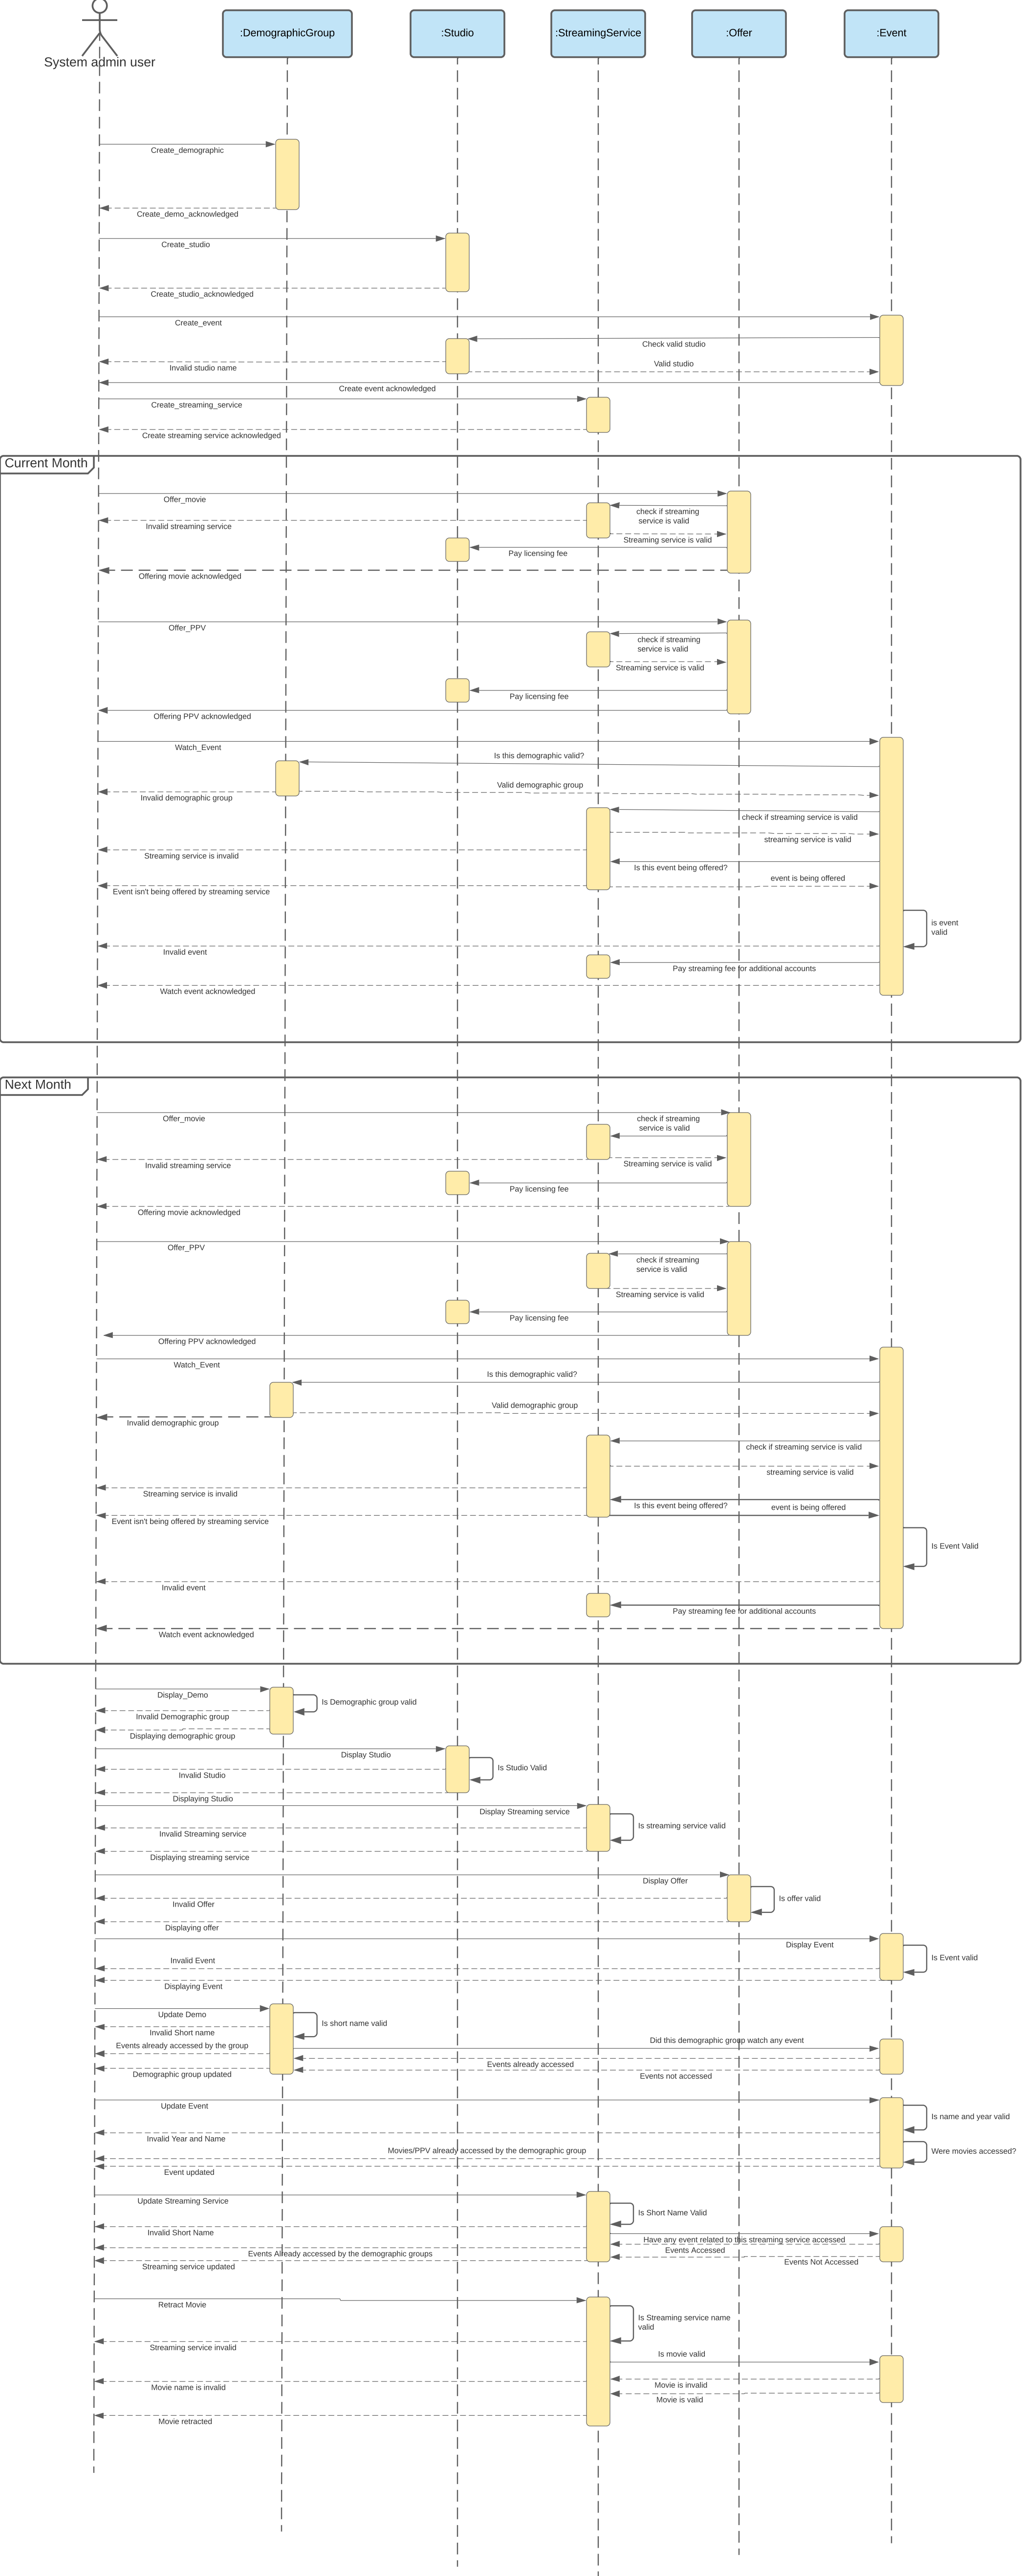 :DemographicGroup
:Studio
:StreamingService
:Offer
:Event
System admin user
Create_demographic
Create_demo_acknowledged
Create_studio
Create_studio_acknowledged
Create_event
Check valid studio
Invalid studio name
Valid studio
Create event acknowledged
Create_streaming_service
Create streaming service acknowledged
Current Month
Offer_movie
check if streaming
service is valid
Invalid streaming service
Streaming service is valid
Pay licensing fee
Offering movie acknowledged
Offer_PPV
check if streaming
service is valid
Streaming service is valid
Pay licensing fee
Offering PPV acknowledged
Watch_Event
Is this demographic valid?
Valid demographic group
Invalid demographic group
check if streaming service is valid
streaming service is valid
Streaming service is invalid
Is this event being offered?
event is being offered
Event isn't being offered by streaming service
is event
valid
Invalid event
Pay streaming fee for additional accounts
Watch event acknowledged
Next Month
Offer_movie
check if streaming
service is valid
Invalid streaming service
Streaming service is valid
Pay licensing fee
Offering movie acknowledged
Offer_PPV
check if streaming
service is valid
Streaming service is valid
Pay licensing fee
Offering PPV acknowledged
Watch_Event
Is this demographic valid?
Valid demographic group
Invalid demographic group
check if streaming service is valid
streaming service is valid
Streaming service is invalid
Is this event being offered?
event is being offered
Event isn't being offered by streaming service
Is Event Valid
Invalid event
Pay streaming fee for additional accounts
Watch event acknowledged
Display_Demo
Is Demographic group valid
Invalid Demographic group
Displaying demographic group
Display Studio
Is Studio Valid
Invalid Studio
Displaying Studio
Display Streaming service
Is streaming service valid
Invalid Streaming service
Displaying streaming service
Display Offer
Is offer valid
Invalid Offer
Displaying offer
Display Event
Is Event valid
Invalid Event
Displaying Event
Update Demo
Is short name valid
Invalid Short name
Did this demographic group watch any event
Events already accessed by the group
Events already accessed
Demographic group updated
Events not accessed
Update Event
Is name and year valid
Invalid Year and Name
Movies/PPV already accessed by the demographic group
Were movies accessed?
Event updated
Update Streaming Service
Is Short Name Valid
Invalid Short Name
Have any event related to this streaming service accessed
Events Accessed
Events Already accessed by the demographic groups
Events Not Accessed
Streaming service updated
Retract Movie
Is Streaming service name
valid
Streaming service invalid
Is movie valid
Movie is invalid
Movie name is invalid
Movie is valid
Movie retracted